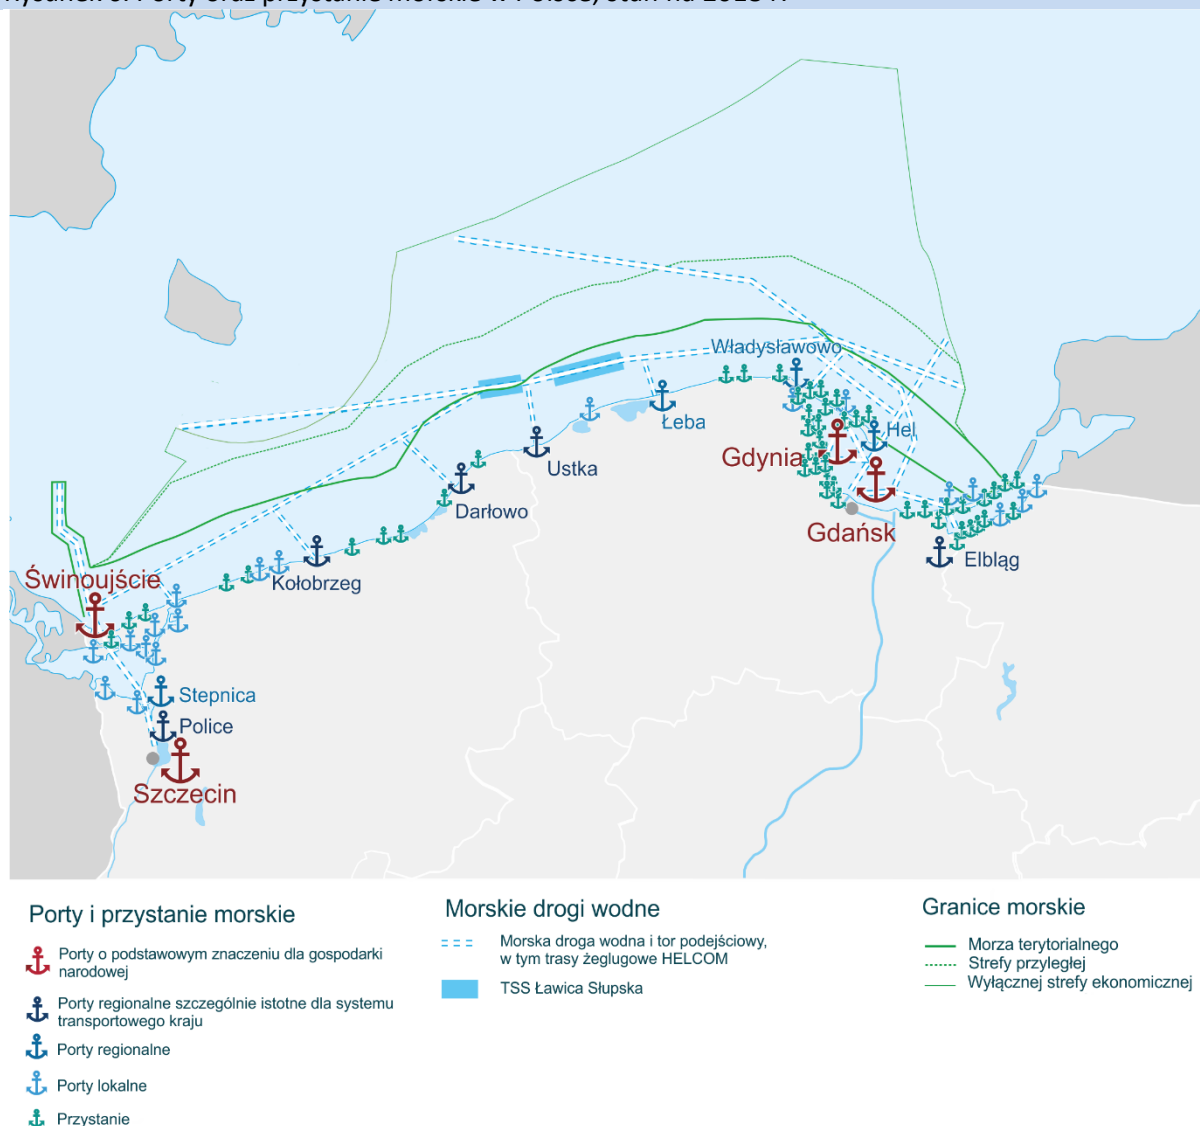 Władysławowo
Łeba
Hel
Gdynia
Ustka
Darłowo
Gdańsk
Elbląg
Świnoujście
Kołobrzeg
Stepnica
Police
Szczecin
Porty i przystanie morskie
Porty o podstawowym znaczeniu dla gospodarki
narodowej
Porty regionalne szczególnie istotne dla systemu
transportowego kraju
Porty regionalne
Porty lokalne
Przystanie
Morskie drogi wodne
Morska droga wodna i tor podejściowy,
w tym trasy żeglugowe HELCOM
TSS Ławica Słupska
Granice morskie
Morza terytorialnego
Strefy przyległej
Wyłącznej strefy ekonomicznej